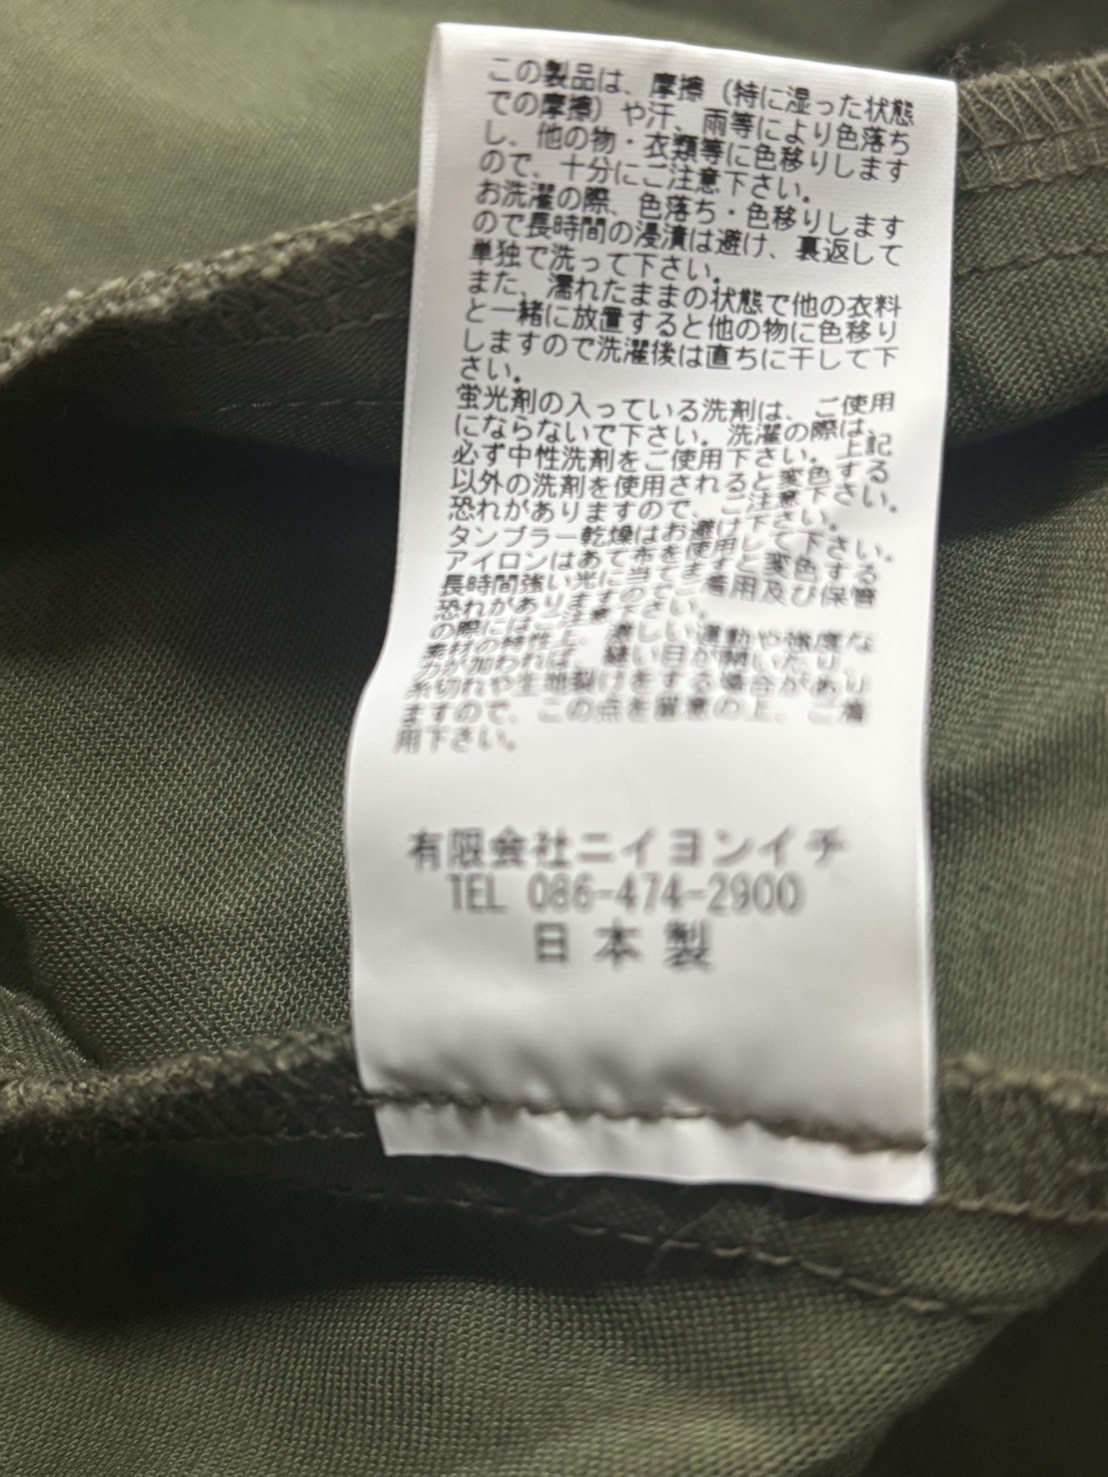 この製品は、摩擦（特に湿った状態
での摩擦）や汗、雨等により色落ち
し、他の物・衣類等に色移りします
ので、十分にご注意下さい。
お洗濯の際、色落ち・色移りします
ので長時間の浸漬は避け、裏返して
単独で洗って下さい。
また、濡れたままの状態で他の衣料
と一緒に放置すると他の物に色移り
しますので洗濯後は直ちに干して下
さい。
蛍光剤の入っている洗剤は、ご使用
にならないで下さい。洗濯の際は、
必ず中性洗剤をご使用下さい。上記
以外の洗剤を使用されると変色する
恐れがありますので、ご注意下さい。
タンブラー乾燥はお避け下さい。
アイロンはあて布を使用して下さい。
長時間強い光に当てますと変色する
恐れがありますのでご着用及び保管
の際にはご注意下さい。
素材の特性上、激しい運動や強度な
力が加われば、縫い目が開いたり、
糸切れや生地裂けをする場合があり
ますので、この点を留意の上、ご着
用下さい。
有限会社ニイヨンイチ
TEL 086-474-2900
日本製